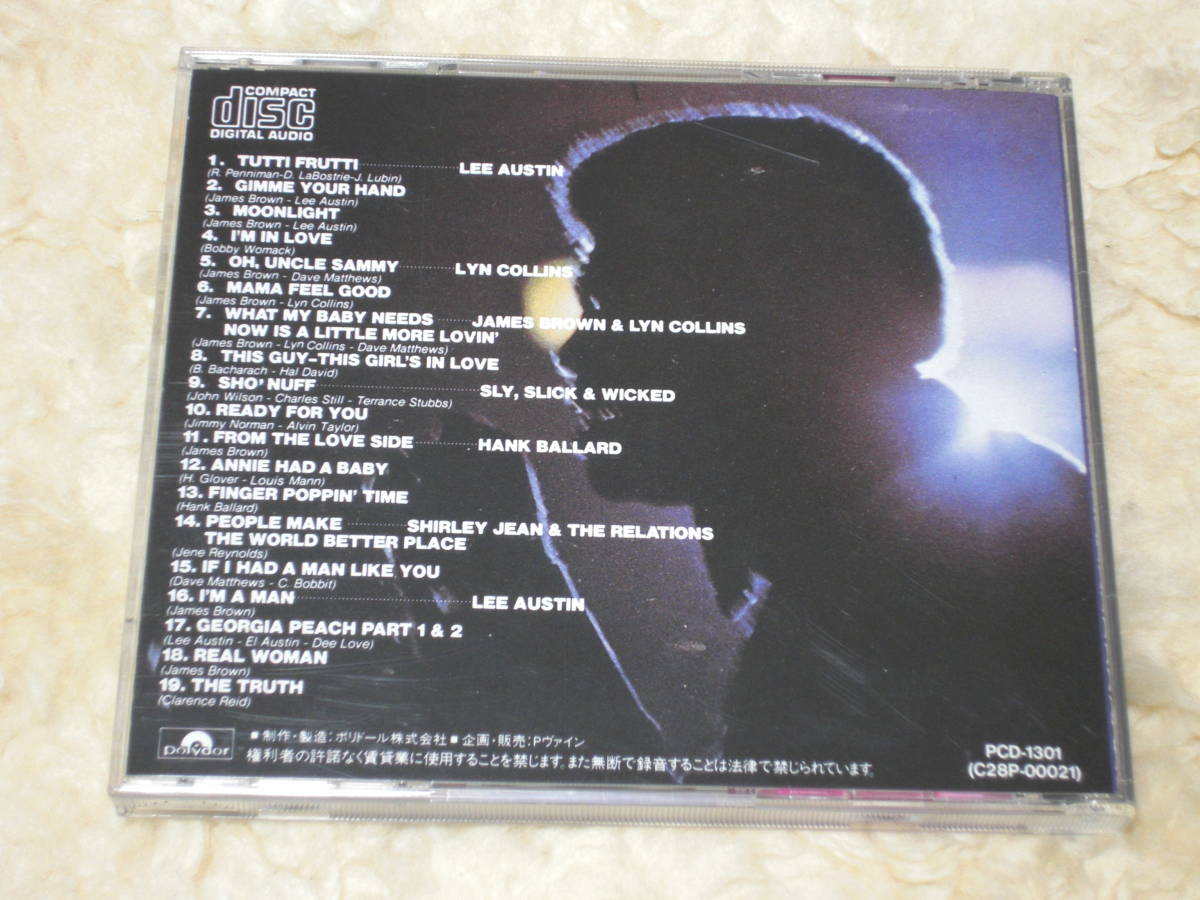 COMPACT
disc
DIGITAL AUDIO
1. TUTTI FRUTTI LEE AUSTIN
(R. Penniman-D. LaBostrie-J. Lubin)
2. GIMME YOUR HAND
(James Brown - Lee Austin)
3. MOONLIGHT
(James Brown - Lee Austin)
4. I'M IN LOVE
(Bobby Womack)
5. OH, UNCLE SAMMY LYN COLLINS
(James Brown - Dave Matthews)
6. MAMA FEEL GOOD
(James Brown - Lyn Collins)
7. WHAT MY BABY NEEDS JAMES BROWN & LYN COLLINS
NOW IS A LITTLE MORE LOVIN'
(James Brown - Lyn Collins - Dave Matthews)
8. THIS GUY-THIS GIRL'S IN LOVE
(B. Bacharach - Hal David)
9. SHO' NUFF SLY, SLICK & WICKED
(John Wilson - Charles Still - Terrance Stubbs)
10. READY FOR YOU
(Jimmy Norman - Alvin Taylor)
11. FROM THE LOVE SIDE HANK BALLARD
(James Brown)
12. ANNIE HAD A BABY
(H. Glover - Louis Mann)
13. FINGER POPPIN' TIME
(Hank Ballard)
14. PEOPLE MAKE SHIRLEY JEAN & THE RELATIONS
THE WORLD BETTER PLACE
(Jene Reynolds)
15. IF I HAD A MAN LIKE YOU
(Dave Matthews - C. Bobbit)
16. I'M A MAN LEE AUSTIN
(James Brown)
17. GEORGIA PEACH PART 1 & 2
(Lee Austin - El Austin - Dee Love)
18. REAL WOMAN
(James Brown)
19. THE TRUTH
(Clarence Reid)
polydor
■制作・製造:ポリドール株式会社■企画・販売:Pヴァイン
権利者の許諾なく賃貸業に使用することを禁じます。また無断で録音することは法律で禁じられています。
PCD-1301
(C28P-00021)